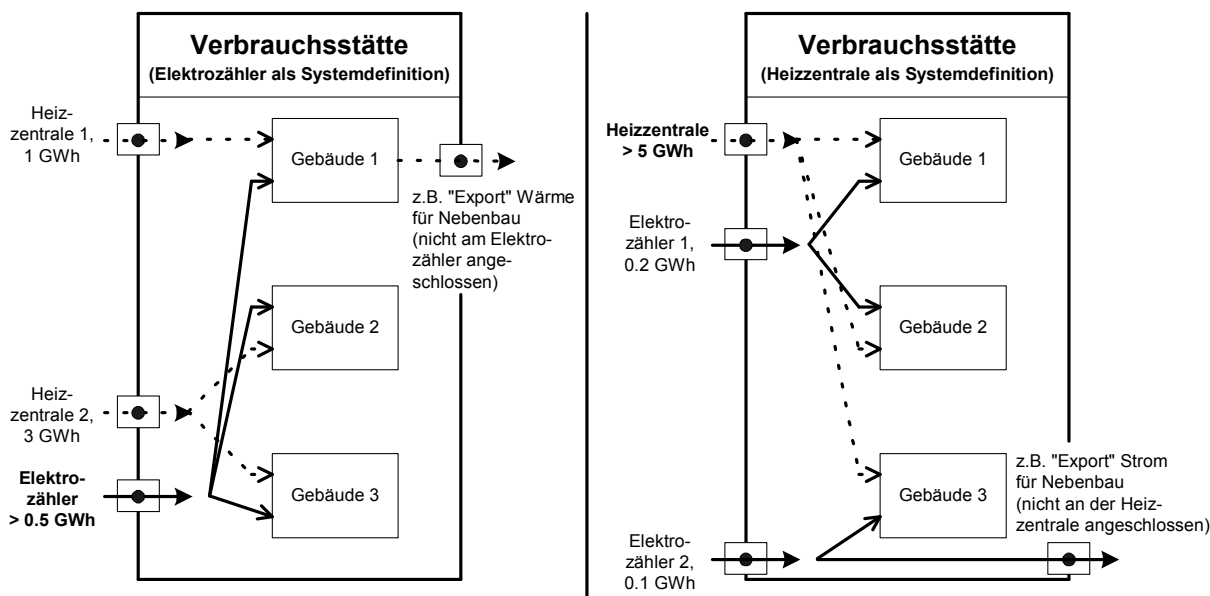 Verbrauchsstätte
(Elektrozähler als Systemdefinition)
Heiz-
zentrale 1,
1 GWh
Gebäude 1
z.B. "Export" Wärme
für Nebenbau
(nicht am Elektro-
zähler ange-
schlossen)
Gebäude 2
Heiz-
zentrale 2,
3 GWh
Elektro-
zähler
> 0.5 GWh
Gebäude 3
Verbrauchsstätte
(Heizzentrale als Systemdefinition)
Heizzentrale
> 5 GWh
Gebäude 1
Elektro-
zähler 1,
0.2 GWh
Gebäude 2
Gebäude 3
z.B. "Export" Strom
für Nebenbau
(nicht an der Heiz-
zentrale angeschlossen)
Elektro-
zähler 2,
0.1 GWh